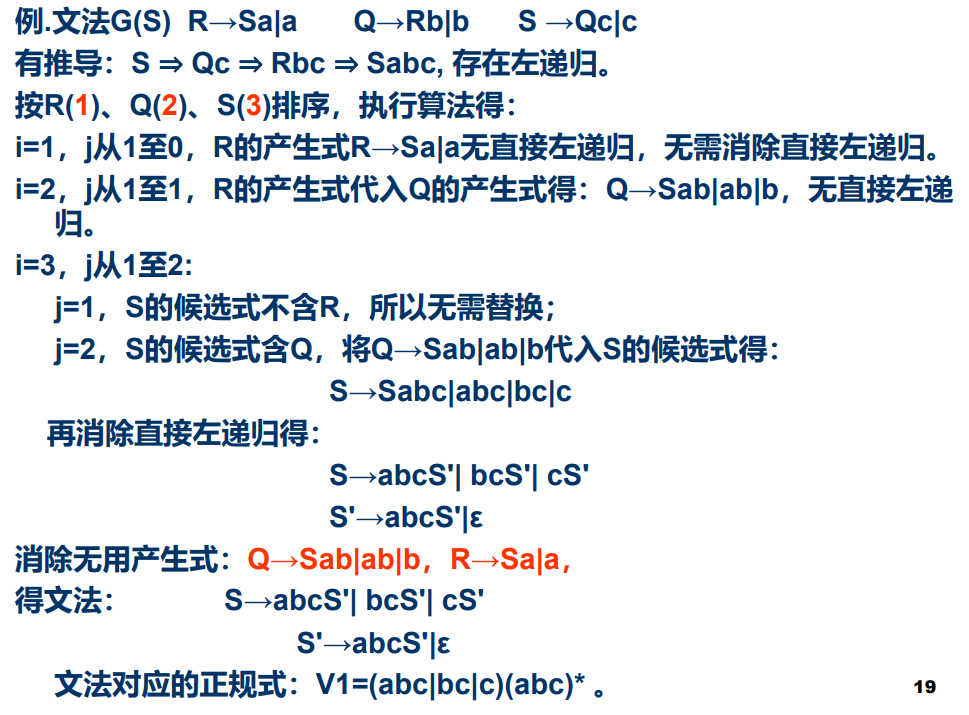 例.文法G(S) R→Sa|a Q→Rb|b S →Qc|c
有推导：S ⇒ Qc ⇒ Rbc ⇒ Sabc, 存在左递归。
按R(1)、Q(2)、S(3)排序，执行算法得：
i=1，j从1至0，R的产生式R→Sa|a无直接左递归，无需消除直接左递归。
i=2，j从1至1，R的产生式代入Q的产生式得：Q→Sab|ab|b，无直接左递
归。
i=3，j从1至2:
j=1，S的候选式不含R，所以无需替换；
j=2，S的候选式含Q，将Q→Sab|ab|b代入S的候选式得：
S→Sabc|abc|bc|c
再消除直接左递归得：
S→abcS'| bcS'| cS'
S'→abcS'|ε
消除无用产生式：Q→Sab|ab|b，R→Sa|a，
得文法： S→abcS'| bcS'| cS'
S'→abcS'|ε
文法对应的正规式：V1=(abc|bc|c)(abc)* 。
19